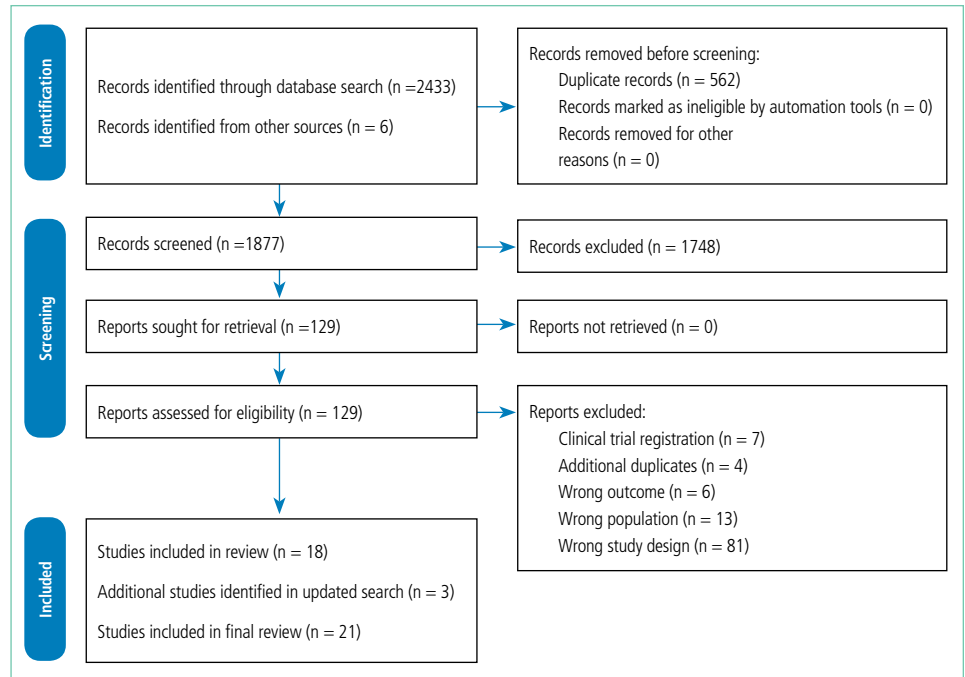 Identification
Records identified through database search (n =2433)
Records identified from other sources (n = 6)
Records removed before screening:
Duplicate records (n = 562)
Records marked as ineligible by automation tools (n = 0)
Records removed for other
reasons (n = 0)
Screening
Records screened (n =1877)
Records excluded (n = 1748)
Reports sought for retrieval (n =129)
Reports not retrieved (n = 0)
Reports assessed for eligibility (n = 129)
Reports excluded:
Clinical trial registration (n = 7)
Additional duplicates (n = 4)
Wrong outcome (n = 6)
Wrong population (n = 13)
Wrong study design (n = 81)
Included
Studies included in review (n = 18)
Additional studies identified in updated search (n = 3)
Studies included in final review (n = 21)